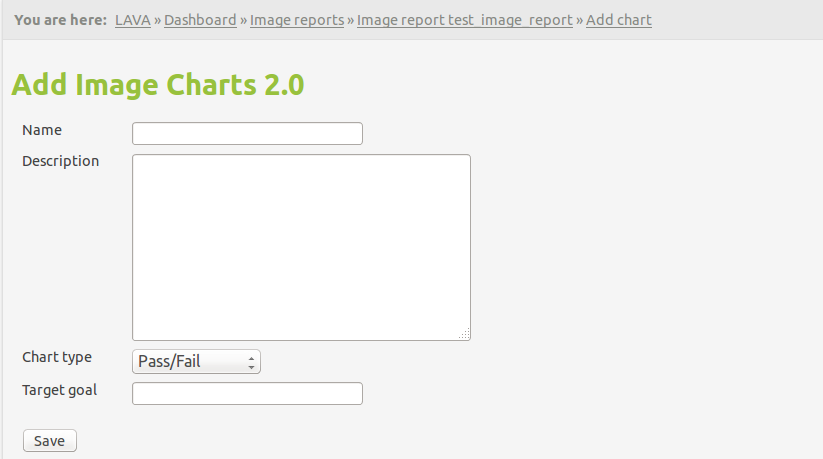 You are here: LAVA » Dashboard » Image reports » Image report test_image_report » Add chart
Add Image Charts 2.0
Name
Description
Chart type Pass/Fail
Target goal
Save